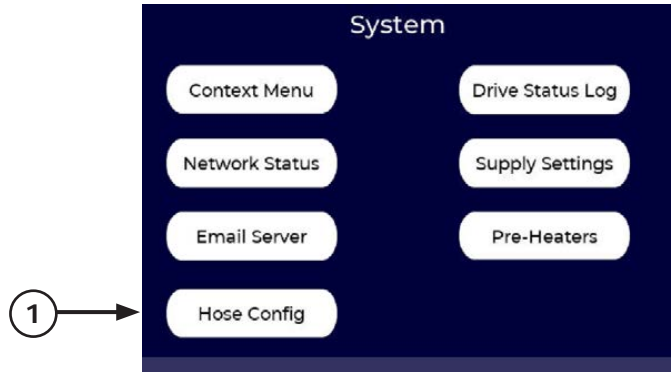 System
Context Menu
Drive Status Log
Network Status
Supply Settings
Email Server
Pre-Heaters
1
Hose Config